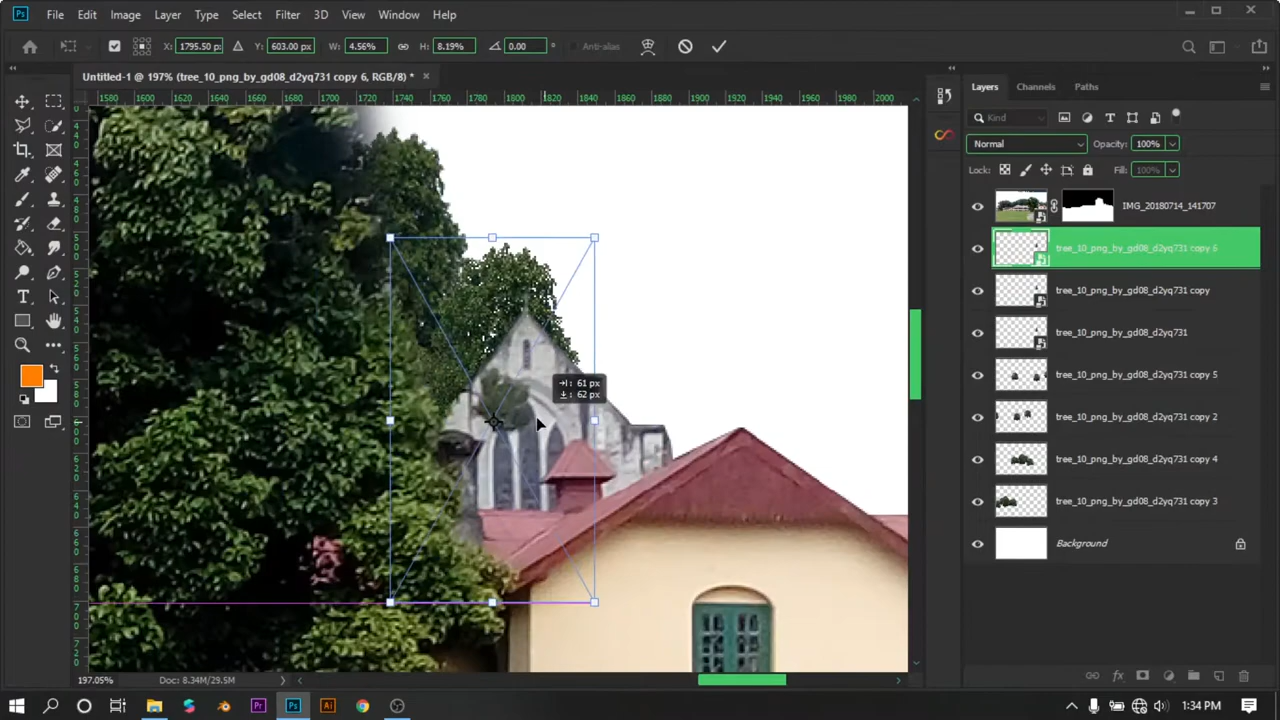 Ps File Edit Image Layer Type Select Filter 3D View Window Help
X: 1795.50 px Y: 603.00 px W: 4.56% H: 8.19% 0.00 ° Anti-alias
Untitled-1 @ 197% (tree_10_png_by_gd08_d2yq731 copy 6, RGB/8) * ×
1580 1600 1620 1640 1660 1680 1700 1720 1740 1760 1780 1800 1820 1840 1860 1880 1900 1920 1940 1960 1980 2000
Layers Channels Paths
Kind
Normal Opacity: 100%
Lock: Fill: 100%
IMG_20180714_141707
tree_10_png_by_gd08_d2yq731 copy 6
tree_10_png_by_gd08_d2yq731 copy
tree_10_png_by_gd08_d2yq731
tree_10_png_by_gd08_d2yq731 copy 5
tree_10_png_by_gd08_d2yq731 copy 2
tree_10_png_by_gd08_d2yq731 copy 4
tree_10_png_by_gd08_d2yq731 copy 3
Background
: 61 px
: 62 px
197.05% Doc: 8.34M/29.5M
Pr Ps Ai 1:34 PM